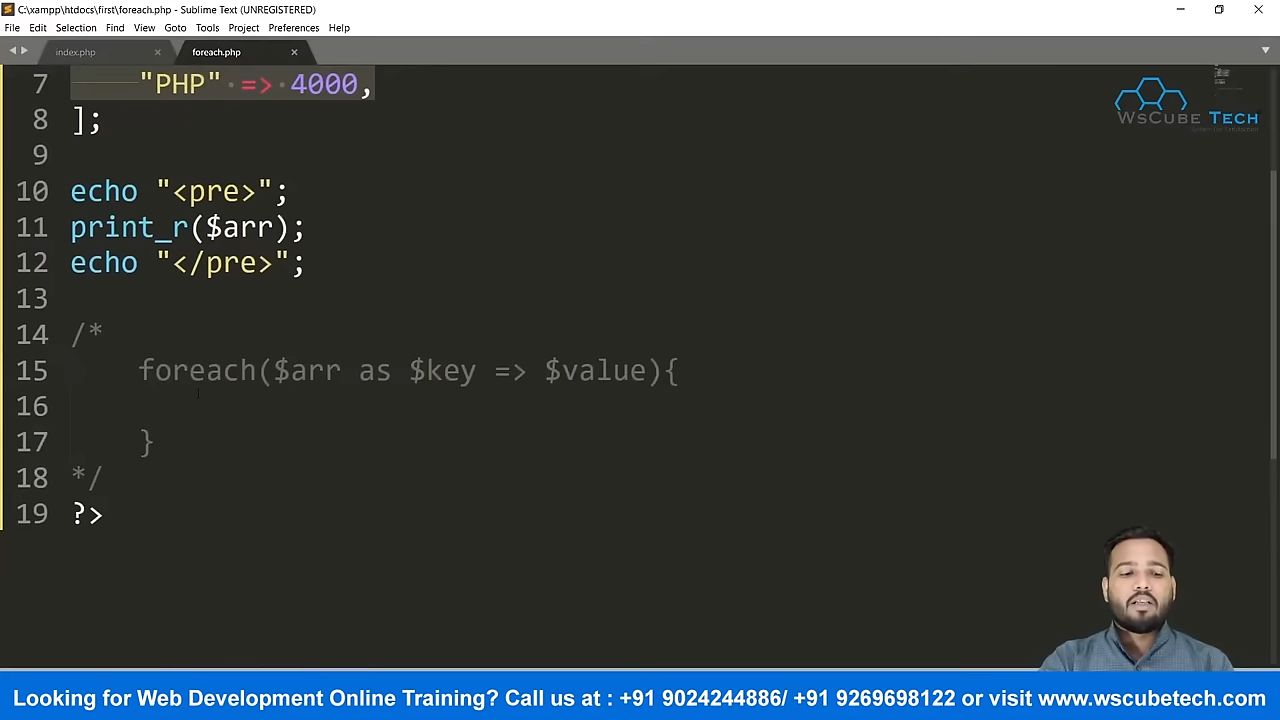 C:\xampp\htdocs\first\foreach.php - Sublime Text (UNREGISTERED)
File Edit Selection Find View Goto Tools Project Preferences Help
index.php foreach.php
7 "PHP" => 4000,
8 ];
9
10 echo "<pre>";
11 print_r($arr);
12 echo "</pre>";
13
14 /*
15 foreach($arr as $key => $value){
16
17 }
18 */
19 ?>
WsCube Tech
Looking for Web Development Online Training? Call us at : +91 9024244886/ +91 9269698122 or visit www.wscubetech.com